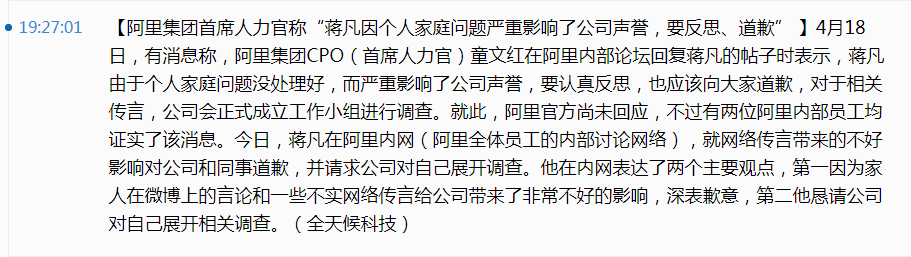 19:27:01 【阿里集团首席人力官称“蒋凡因个人家庭问题严重影响了公司声誉，要反思、道歉” 】4月18
日，有消息称，阿里集团CPO（首席人力官）童文红在阿里内部论坛回复蒋凡的帖子时表示，蒋凡
由于个人家庭问题没处理好，而严重影响了公司声誉，要认真反思，也应该向大家道歉，对于相关
传言，公司会正式成立工作小组进行调查。就此，阿里官方尚未回应，不过有两位阿里内部员工均
证实了该消息。今日，蒋凡在阿里内网（阿里全体员工的内部讨论网络），就网络传言带来的不好
影响对公司和同事道歉，并请求公司对自己展开调查。他在内网表达了两个主要观点，第一因为家
人在微博上的言论和一些不实网络传言给公司带来了非常不好的影响，深表歉意，第二他恳请公司
对自己展开相关调查。（全天候科技）